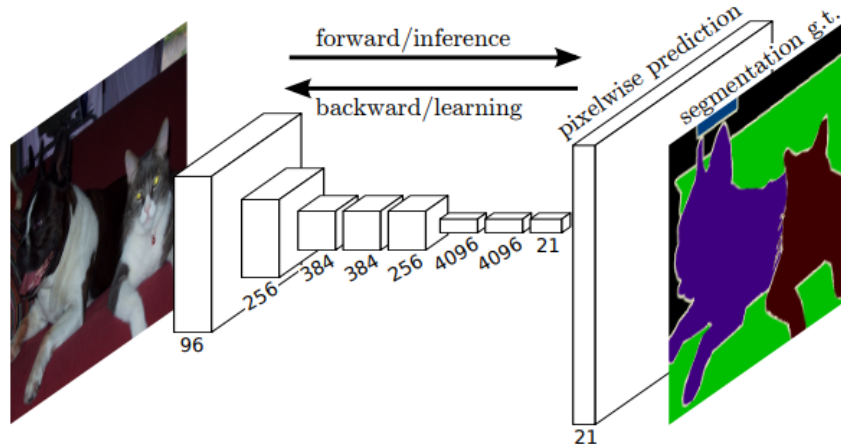 forward/inference
backward/learning
pixelwise prediction
segmentation g.t.
96
256
384
384
256
4096
4096
21
21